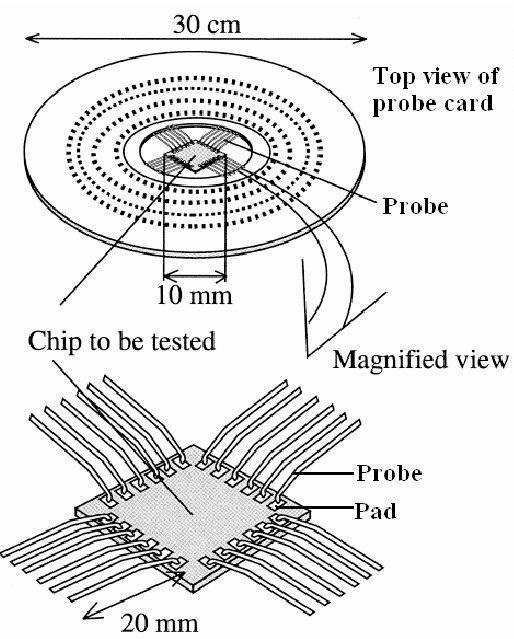 30 cm
Top view of
probe card
Probe
10 mm
Chip to be tested
Magnified view
Probe
Pad
20 mm